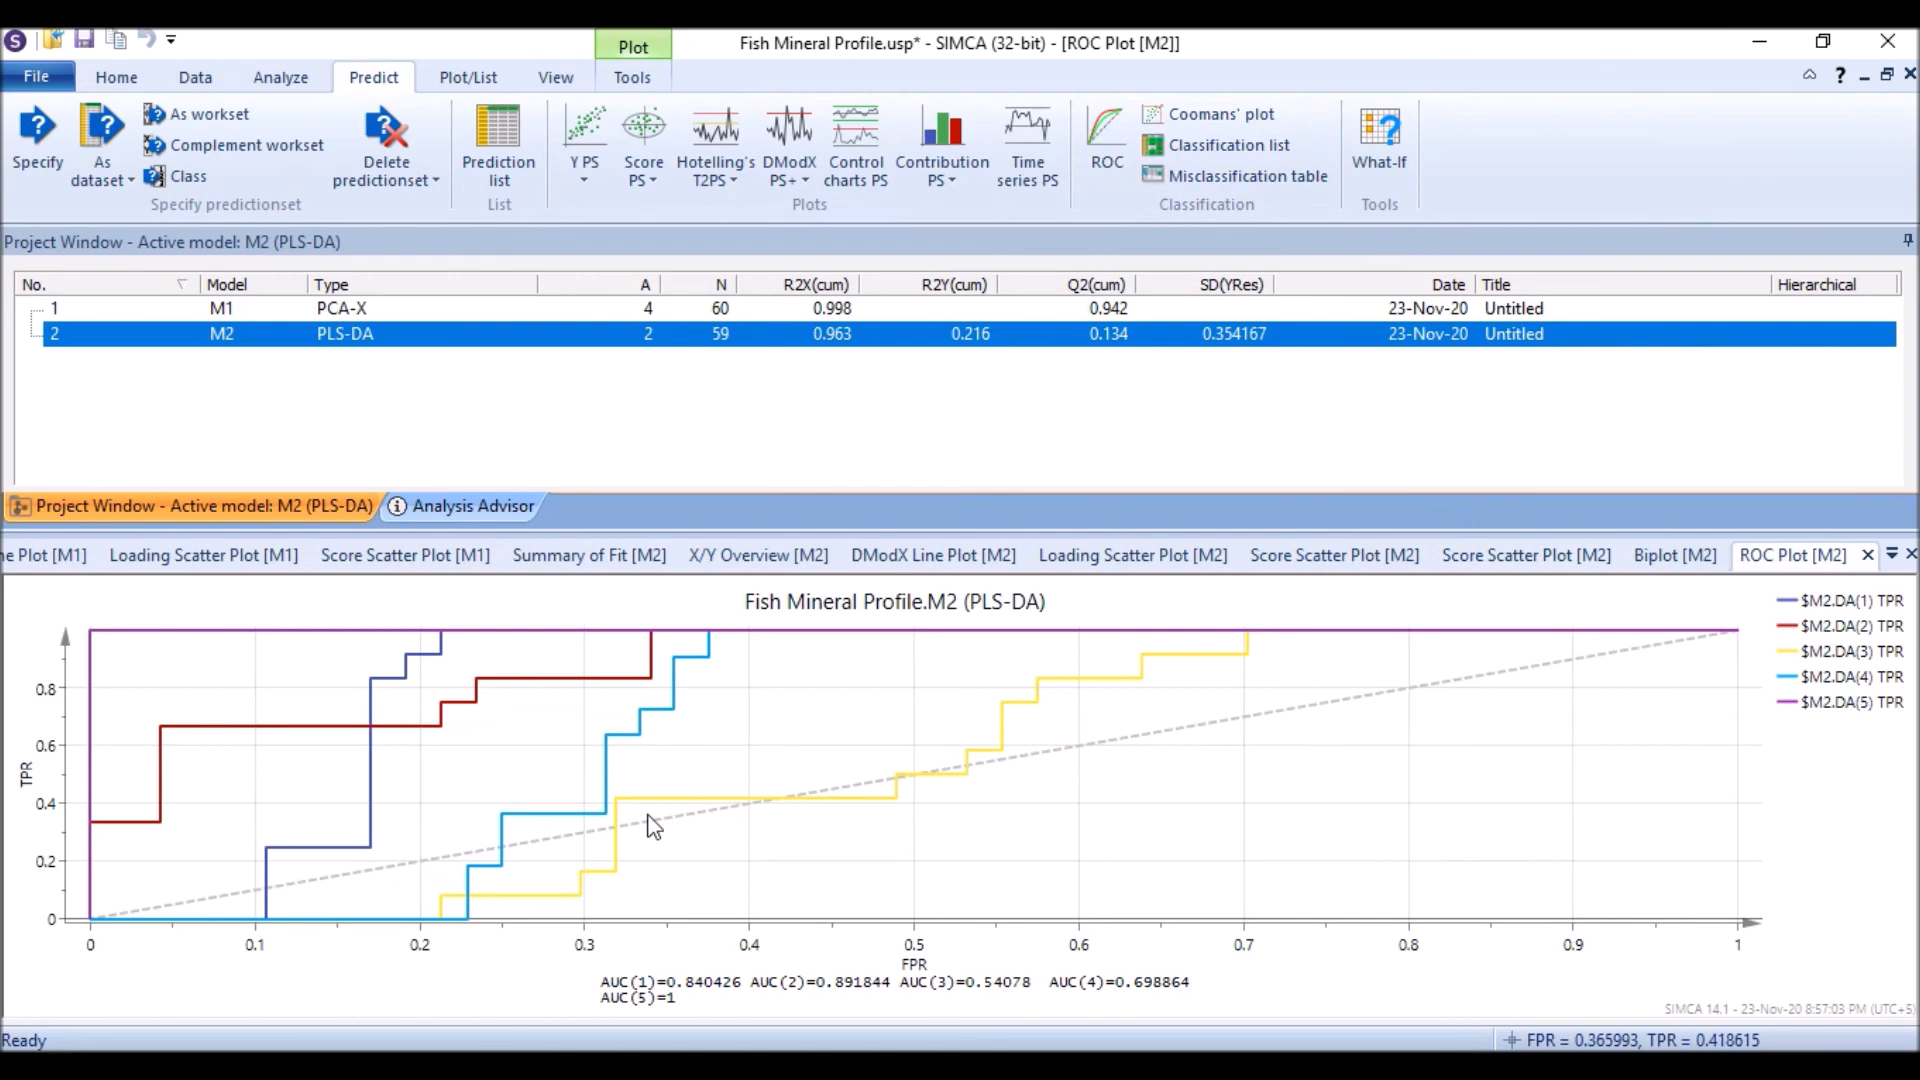 Plot
Fish Mineral Profile.usp* - SIMCA (32-bit) - [ROC Plot [M2]]
File Home Data Analyze Predict Plot/List View Tools
Specify
As dataset
As workset
Complement workset
Class
Delete predictionset
Specify predictionset
Prediction list
List
Y PS
Score PS
Hotelling's T2PS
DModX PS+
Control charts PS
Contribution PS
Time series PS
Plots
ROC
Coomans' plot
Classification list
Misclassification table
Classification
What-If
Tools
Project Window - Active model: M2 (PLS-DA)
No. Model Type A N R2X(cum) R2Y(cum) Q2(cum) SD(YRes) Date Title Hierarchical
1 M1 PCA-X 4 60 0.998 0.942 23-Nov-20 Untitled
2 M2 PLS-DA 2 59 0.963 0.216 0.134 0.354167 23-Nov-20 Untitled
Project Window - Active model: M2 (PLS-DA) Analysis Advisor
ne Plot [M1] Loading Scatter Plot [M1] Score Scatter Plot [M1] Summary of Fit [M2] X/Y Overview [M2] DModX Line Plot [M2] Loading Scatter Plot [M2] Score Scatter Plot [M2] Score Scatter Plot [M2] Biplot [M2] ROC Plot [M2]
Fish Mineral Profile.M2 (PLS-DA)
$M2.DA(1) TPR
$M2.DA(2) TPR
$M2.DA(3) TPR
$M2.DA(4) TPR
$M2.DA(5) TPR
TPR
0.8
0.6
0.4
0.2
0
0 0.1 0.2 0.3 0.4 0.5 0.6 0.7 0.8 0.9 1
FPR
AUC(1)=0.840426 AUC(2)=0.891844 AUC(3)=0.54078 AUC(4)=0.698864
AUC(5)=1
SIMCA 14.1 - 23-Nov-20 8:57:03 PM (UTC+5)
Ready
FPR = 0.365993, TPR = 0.418615